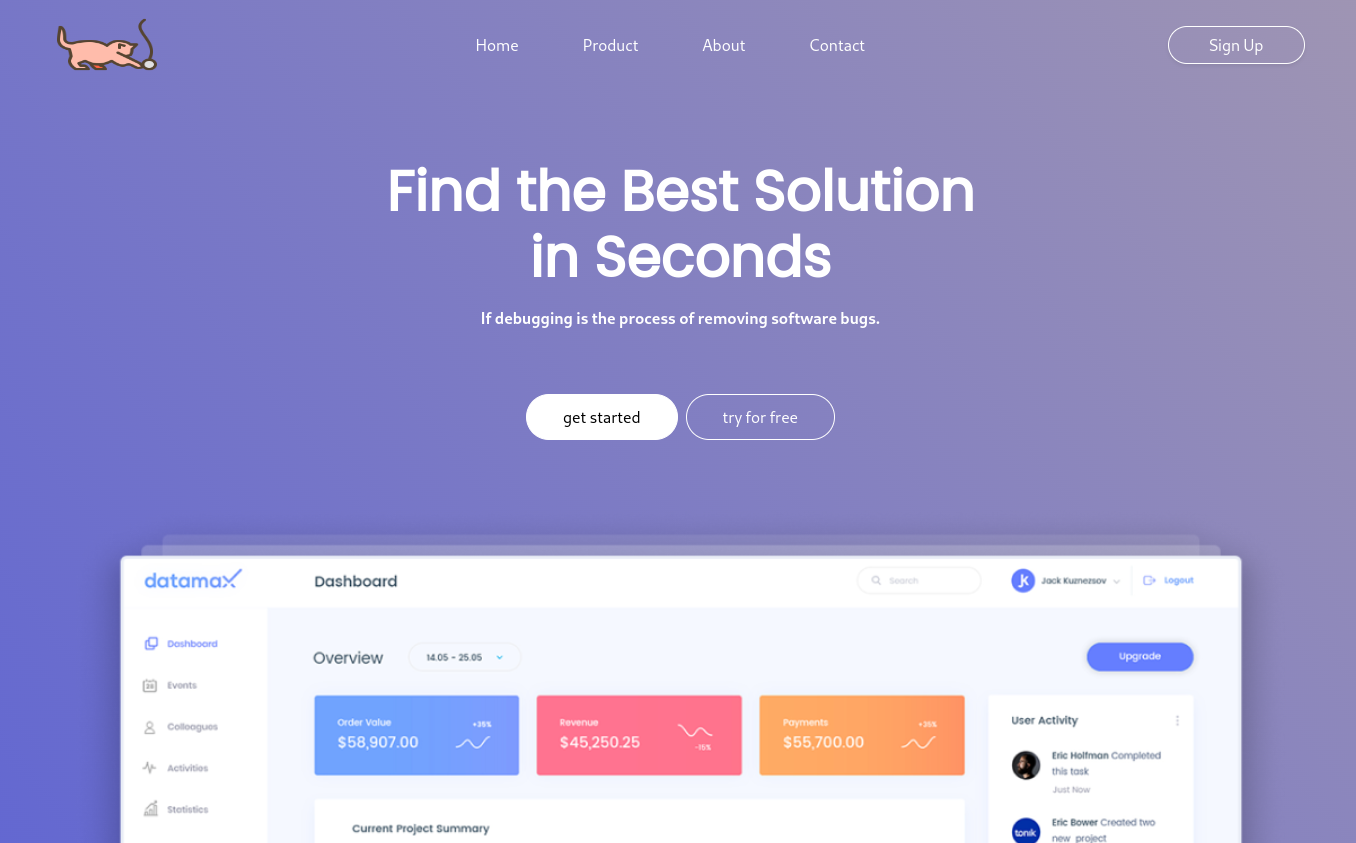 Home Product About Contact Sign Up
Find the Best Solution
in Seconds
If debugging is the process of removing software bugs.
get started try for free
datamax Dashboard Search jk Jack Kuznezsov Logout
Dashboard
Overview 14.05 - 25.05 Upgrade
Events
Colleagues
Activities
Statistics
Order Value +35%
$58,907.00
Revenue
$45,250.25 -15%
Payments +35%
$55,700.00
User Activity
Eric Holfman Completed
this task
Just Now
tonik Eric Bower Created two
new project
Current Project Summary